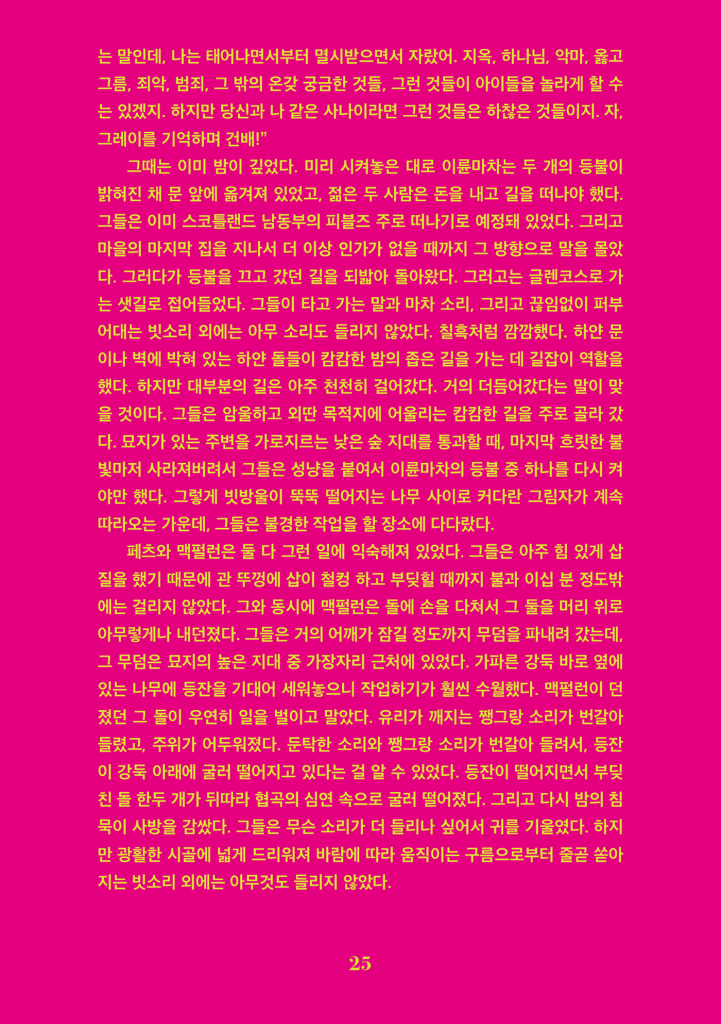 는 말인데, 나는 태어나면서부터 멸시받으면서 자랐어. 지옥, 하나님, 악마, 옳고
그름, 죄악, 범죄, 그 밖의 온갖 궁금한 것들, 그런 것들이 아이들을 놀라게 할 수
는 있겠지. 하지만 당신과 나 같은 사나이라면 그런 것들은 하찮은 것들이지. 자,
그레이를 기억하며 건배!”
그때는 이미 밤이 깊었다. 미리 시켜놓은 대로 이륜마차는 두 개의 등불이
밝혀진 채 문 앞에 옮겨져 있었고, 젊은 두 사람은 돈을 내고 길을 떠나야 했다.
그들은 이미 스코틀랜드 남동부의 피블즈 주로 떠나기로 예정돼 있었다. 그리고
마을의 마지막 집을 지나서 더 이상 인가가 없을 때까지 그 방향으로 말을 몰았
다. 그러다가 등불을 끄고 갔던 길을 되밟아 돌아왔다. 그러고는 글렌코스로 가
는 샛길로 접어들었다. 그들이 타고 가는 말과 마차 소리, 그리고 끊임없이 퍼부
어대는 빗소리 외에는 아무 소리도 들리지 않았다. 칠흑처럼 깜깜했다. 하얀 문
이나 벽에 박혀 있는 하얀 돌들이 캄캄한 밤의 좁은 길을 가는 데 길잡이 역할을
했다. 하지만 대부분의 길은 아주 천천히 걸어갔다. 거의 더듬어갔다는 말이 맞
을 것이다. 그들은 암울하고 외딴 목적지에 어울리는 캄캄한 길을 주로 골라 갔
다. 묘지가 있는 주변을 가로지르는 낮은 숲 지대를 통과할 때, 마지막 흐릿한 불
빛마저 사라져버려서 그들은 성냥을 붙여서 이륜마차의 등불 중 하나를 다시 켜
야만 했다. 그렇게 빗방울이 뚝뚝 떨어지는 나무 사이로 커다란 그림자가 계속
따라오는 가운데, 그들은 불경한 작업을 할 장소에 다다랐다.
페츠와 맥펄런은 둘 다 그런 일에 익숙해져 있었다. 그들은 아주 힘 있게 삽
질을 했기 때문에 관 뚜껑에 삽이 철컹 하고 부딪힐 때까지 불과 이십 분 정도밖
에는 걸리지 않았다. 그와 동시에 맥펄런은 돌에 손을 다쳐서 그 돌을 머리 위로
아무렇게나 내던졌다. 그들은 거의 어깨가 잠길 정도까지 무덤을 파내려 갔는데,
그 무덤은 묘지의 높은 지대 중 가장자리 근처에 있었다. 가파른 강둑 바로 옆에
있는 나무에 등잔을 기대어 세워놓으니 작업하기가 훨씬 수월했다. 맥펄런이 던
졌던 그 돌이 우연히 일을 벌이고 말았다. 유리가 깨지는 쨍그랑 소리가 번갈아
들렸고, 주위가 어두워졌다. 둔탁한 소리와 쨍그랑 소리가 번갈아 들려서, 등잔
이 강둑 아래에 굴러 떨어지고 있다는 걸 알 수 있었다. 등잔이 떨어지면서 부딪
친 돌 한두 개가 뒤따라 협곡의 심연 속으로 굴러 떨어졌다. 그리고 다시 밤의 침
묵이 사방을 감쌌다. 그들은 무슨 소리가 더 들리나 싶어서 귀를 기울였다. 하지
만 광활한 시골에 넓게 드리워져 바람에 따라 움직이는 구름으로부터 줄곧 쏟아
지는 빗소리 외에는 아무것도 들리지 않았다.
25